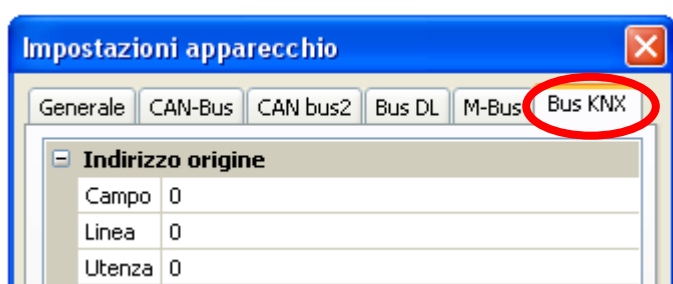 Impostazioni apparecchio
Generale CAN-Bus CAN bus2 Bus DL M-Bus Bus KNX
Indirizzo origine
Campo 0
Linea 0
Utenza 0